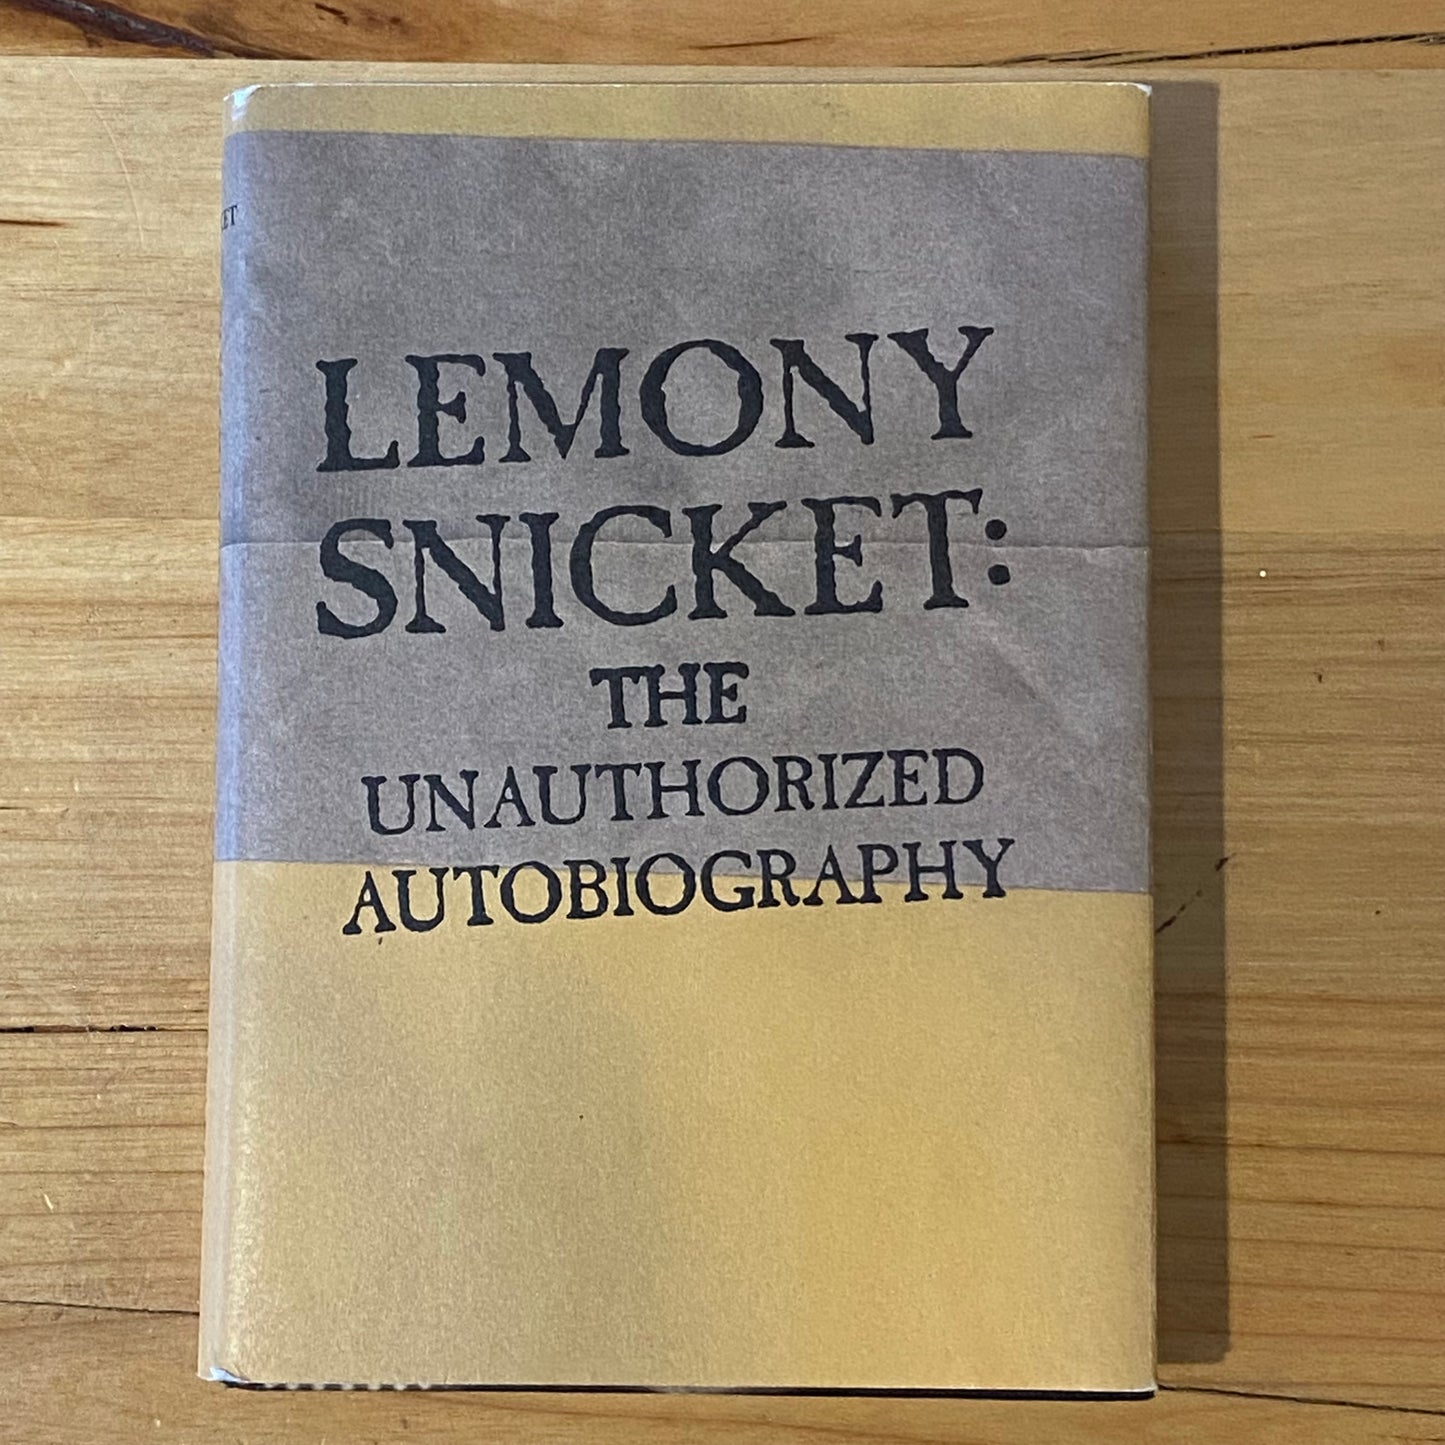 LEMONY
SNICKET:
THE
UNAUTHORIZED
AUTOBIOGRAPHY